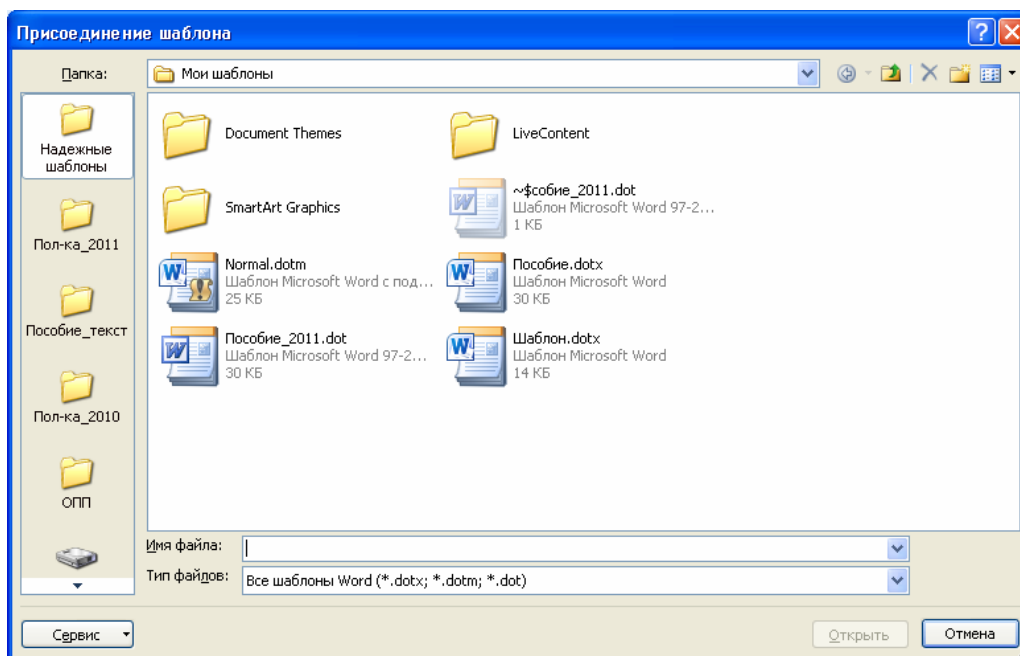 Присоединение шаблона
Папка:
Мои шаблоны
Надежные
шаблоны
Пол-ка_2011
Пособие_текст
Пол-ка_2010
ОПП
Document Themes
LiveContent
SmartArt Graphics
~$собие_2011.dot
Шаблон Microsoft Word 97-2...
1 КБ
Normal.dotm
Шаблон Microsoft Word с под...
25 КБ
Пособие.dotx
Шаблон Microsoft Word
30 КБ
Пособие_2011.dot
Шаблон Microsoft Word 97-2...
30 КБ
Шаблон.dotx
Шаблон Microsoft Word
14 КБ
Имя файла:
Тип файлов:
Все шаблоны Word (*.dotx; *.dotm; *.dot)
Сервис
Открыть
Отмена